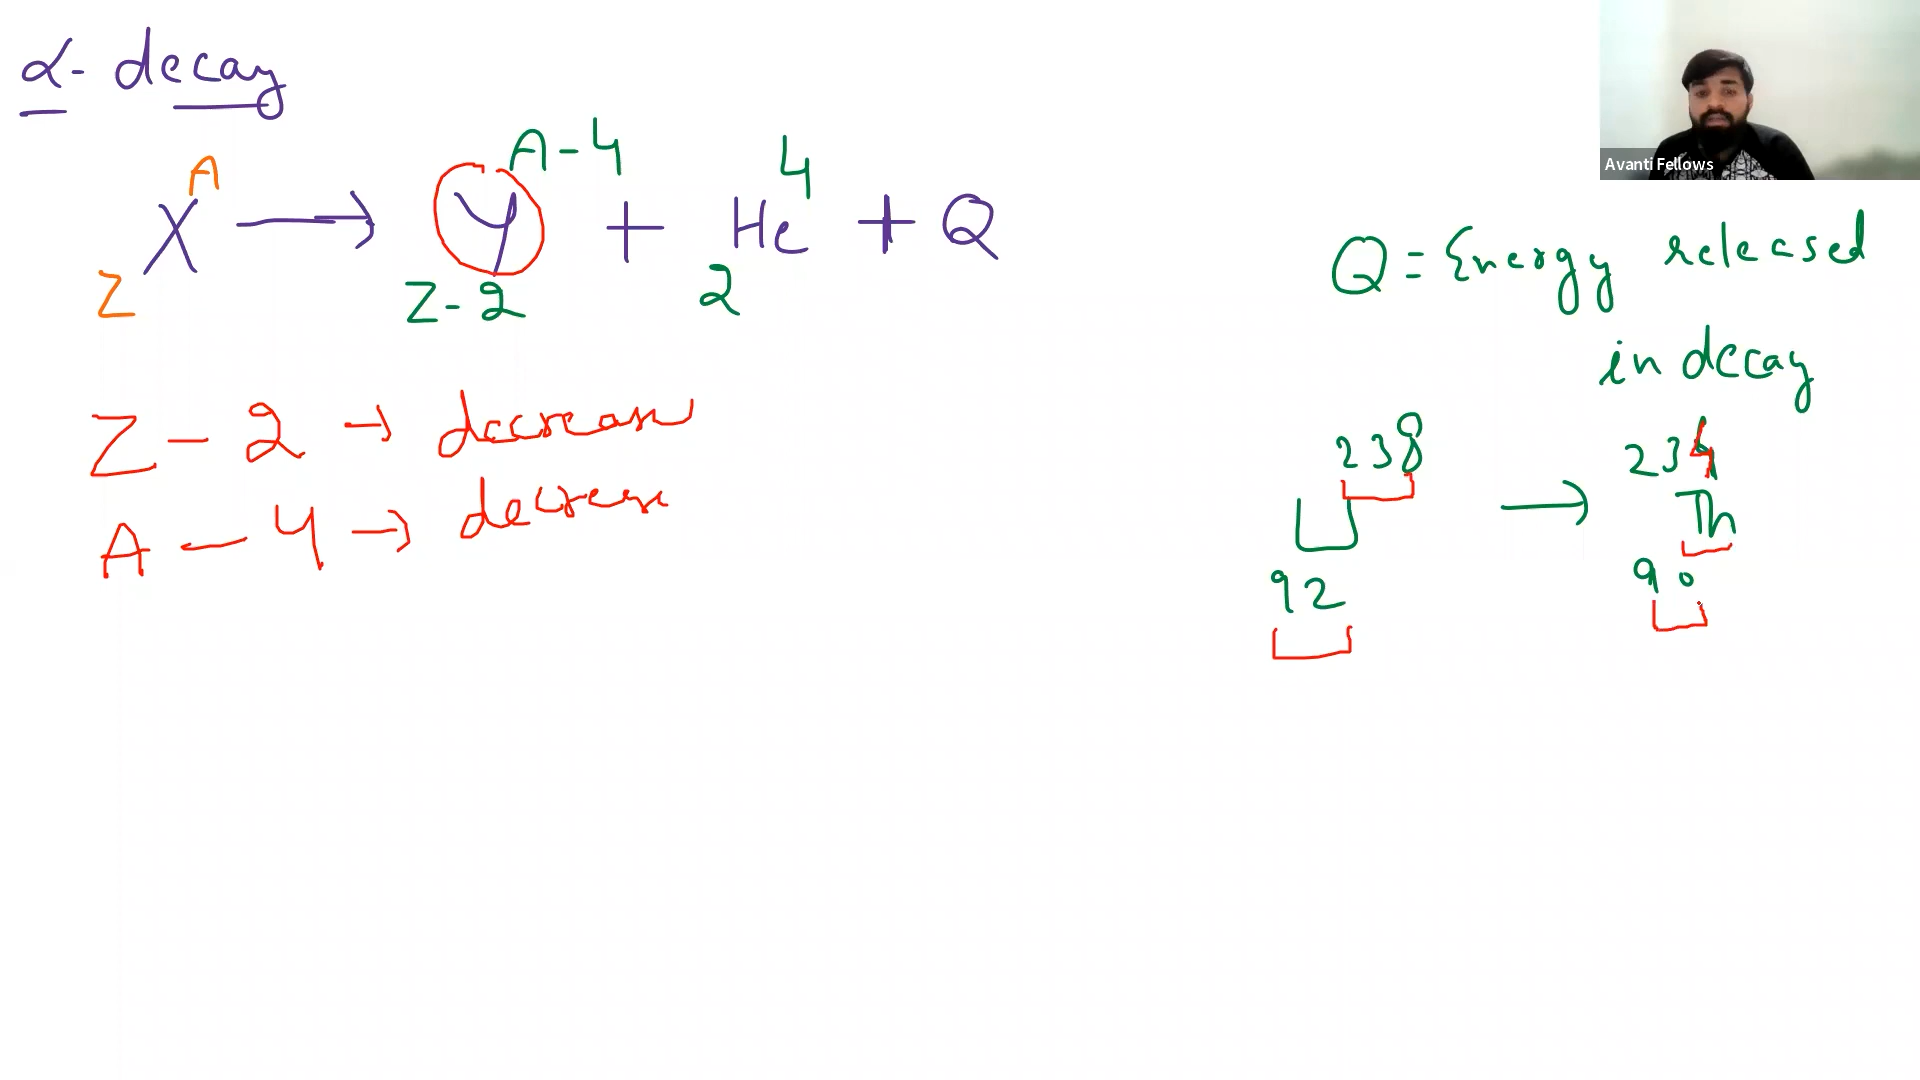 α- decay
A A-4 4
X → Y + He + Q
Z Z-2 2
Avanti Fellows
Q = Energy released
in decay
Z - 2 → decrease
A - 4 → decrease
238 234
U → Th
92 90